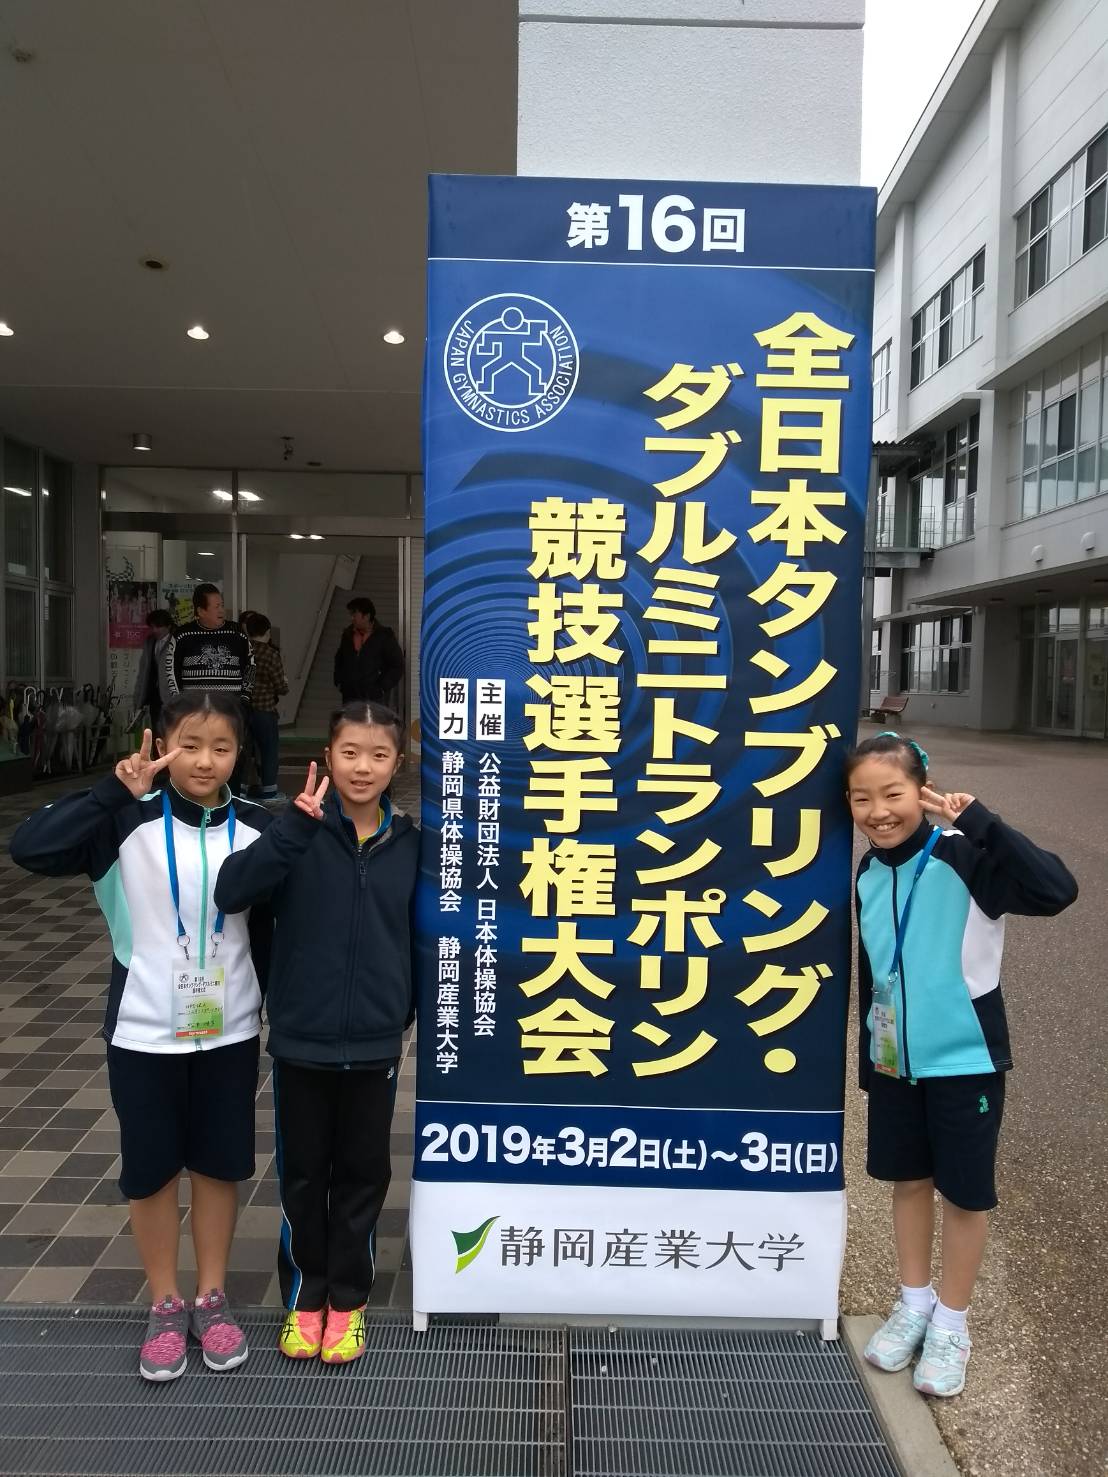 第16回
JAPAN GYMNASTICS ASSOCIATION
全日本タンブリング・
ダブルミニトランポリン
競技選手権大会
主催 公益財団法人 日本体操協会
協力 静岡県体操協会 静岡産業大学
2019年3月2日(土)～3日(日)
静岡産業大学